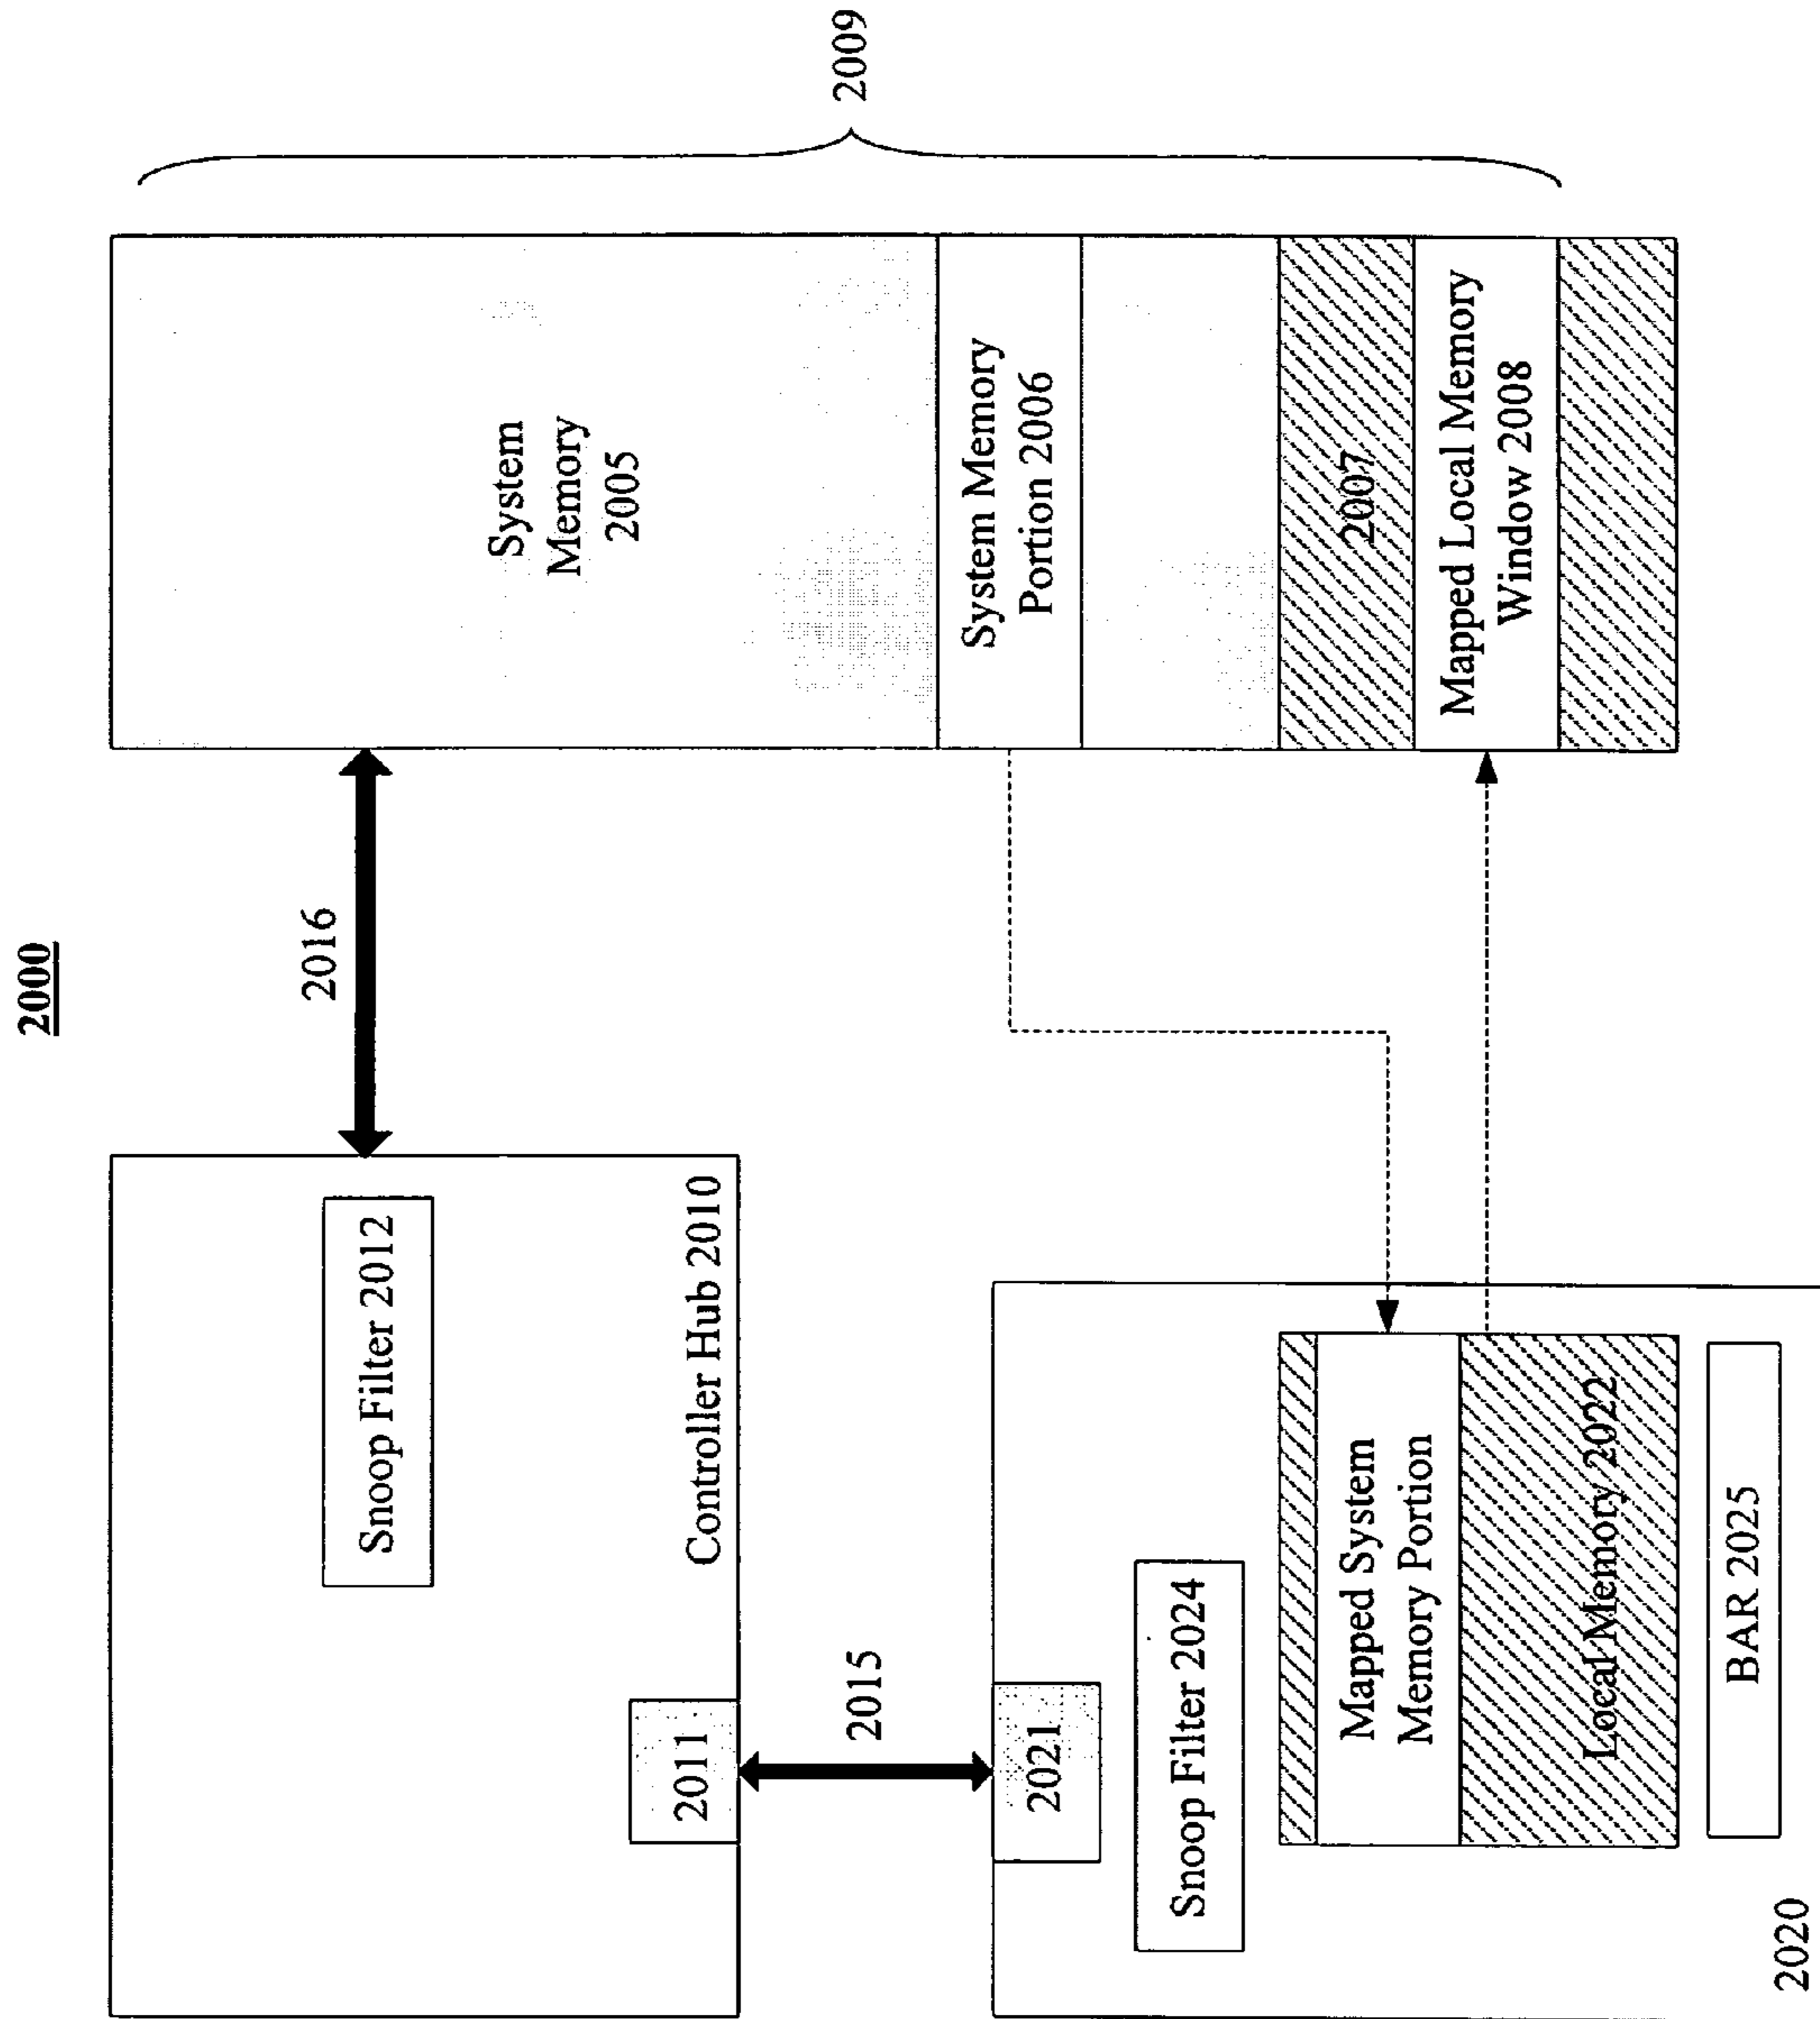 2000
Snoop Filter 2012
Controller Hub 2010
2011
2016
2015
2021
Snoop Filter 2024
Mapped System
Memory Portion
Local Memory 2022
BAR 2025
2020
System
Memory
2005
System Memory
Portion 2006
2007
Mapped Local Memory
Window 2008
2009